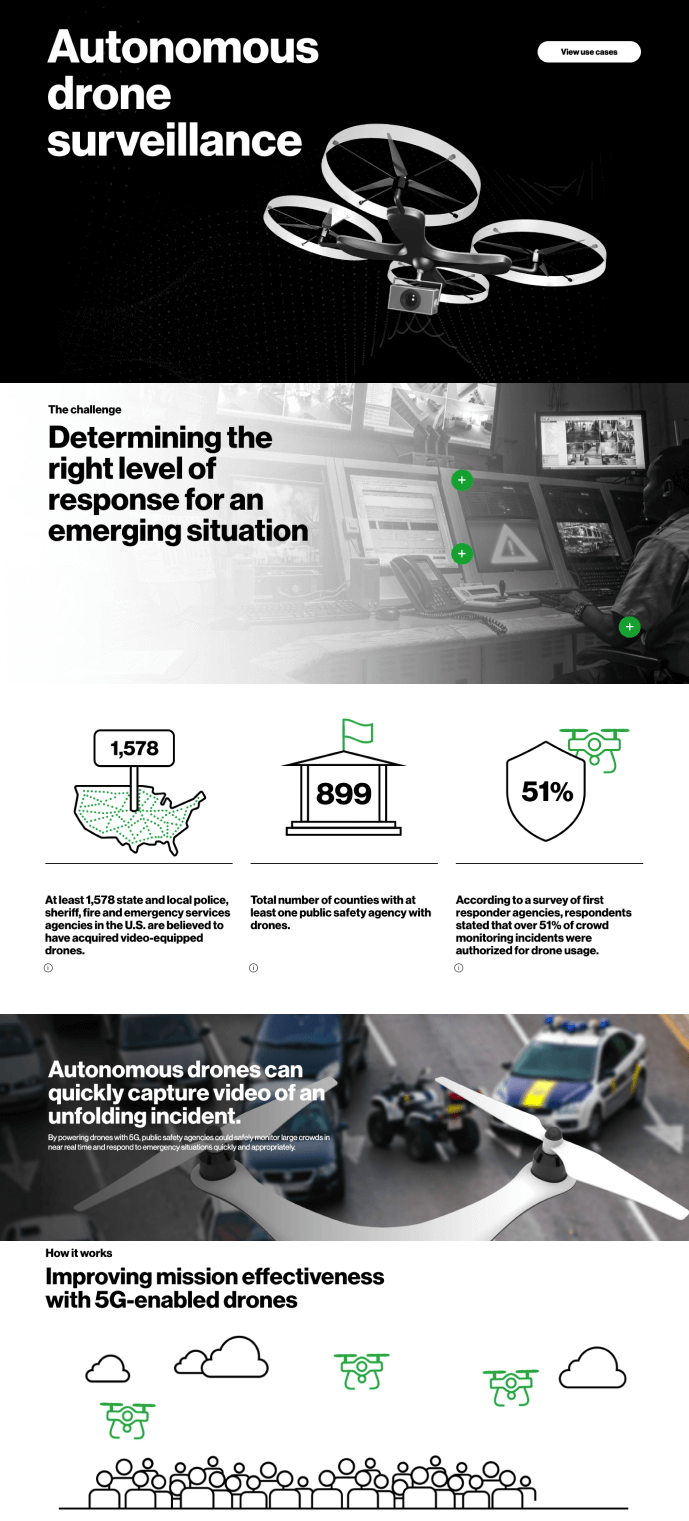 Autonomous
drone
surveillance
View use cases
The challenge
Determining the
right level of
response for an
emerging situation
1,578
899
51%
At least 1,578 state and local police,
sheriff, fire and emergency services
agencies in the U.S. are believed to
have acquired video-equipped
drones.
Total number of counties with at
least one public safety agency with
drones.
According to a survey of first
responder agencies, respondents
stated that over 51% of crowd
monitoring incidents were
authorized for drone usage.
Autonomous drones can
quickly capture video of an
unfolding incident.
By powering drones with 5G, public safety agencies could safely monitor large crowds in
near real time and respond to emergency situations quickly and appropriately.
How it works
Improving mission effectiveness
with 5G-enabled drones